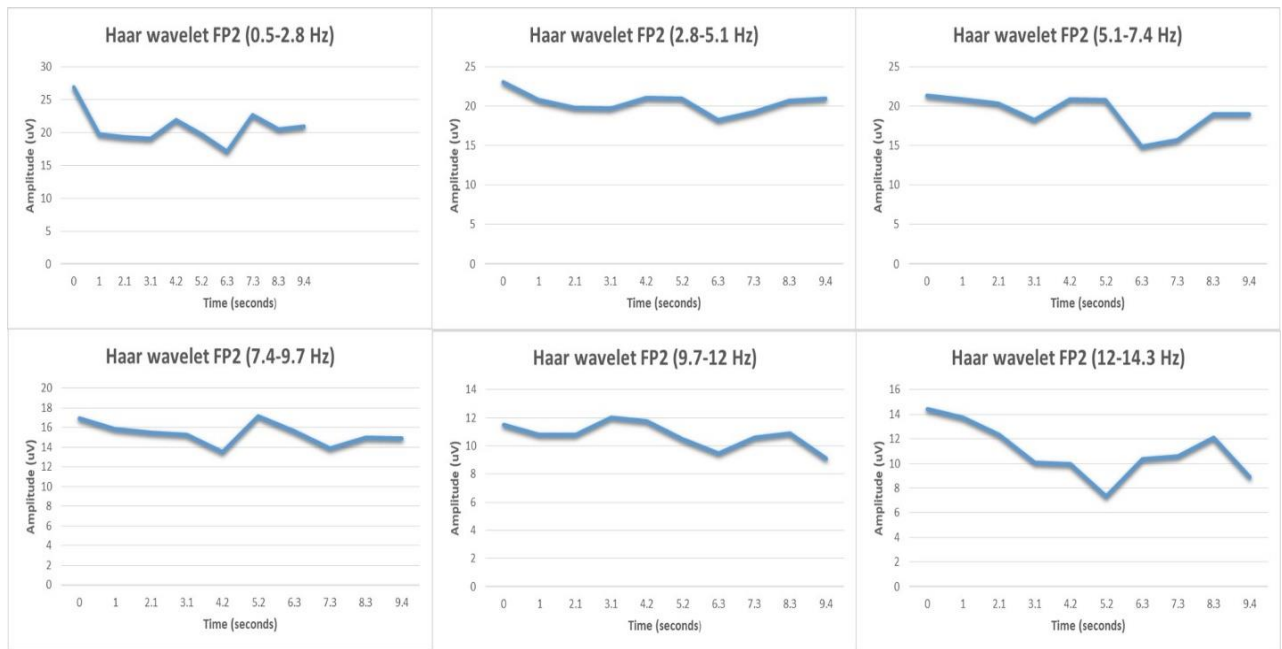 Haar wavelet FP2 (0.5-2.8 Hz)
30
25
20
15
10
5
0
Amplitude (uV)
0 1 2.1 3.1 4.2 5.2 6.3 7.3 8.3 9.4
Time (seconds)
Haar wavelet FP2 (2.8-5.1 Hz)
25
20
15
10
5
0
Amplitude (uV)
0 1 2.1 3.1 4.2 5.2 6.3 7.3 8.3 9.4
Time (seconds)
Haar wavelet FP2 (5.1-7.4 Hz)
25
20
15
10
5
0
Amplitude (uV)
0 1 2.1 3.1 4.2 5.2 6.3 7.3 8.3 9.4
Time (seconds)
Haar wavelet FP2 (7.4-9.7 Hz)
20
18
16
14
12
10
8
6
4
2
0
Amplitude (uV)
0 1 2.1 3.1 4.2 5.2 6.3 7.3 8.3 9.4
Time (seconds)
Haar wavelet FP2 (9.7-12 Hz)
14
12
10
8
6
4
2
0
Amplitude (uV)
0 1 2.1 3.1 4.2 5.2 6.3 7.3 8.3 9.4
Time (seconds)
Haar wavelet FP2 (12-14.3 Hz)
16
14
12
10
8
6
4
2
0
Amplitude (uV)
0 1 2.1 3.1 4.2 5.2 6.3 7.3 8.3 9.4
Time (seconds)